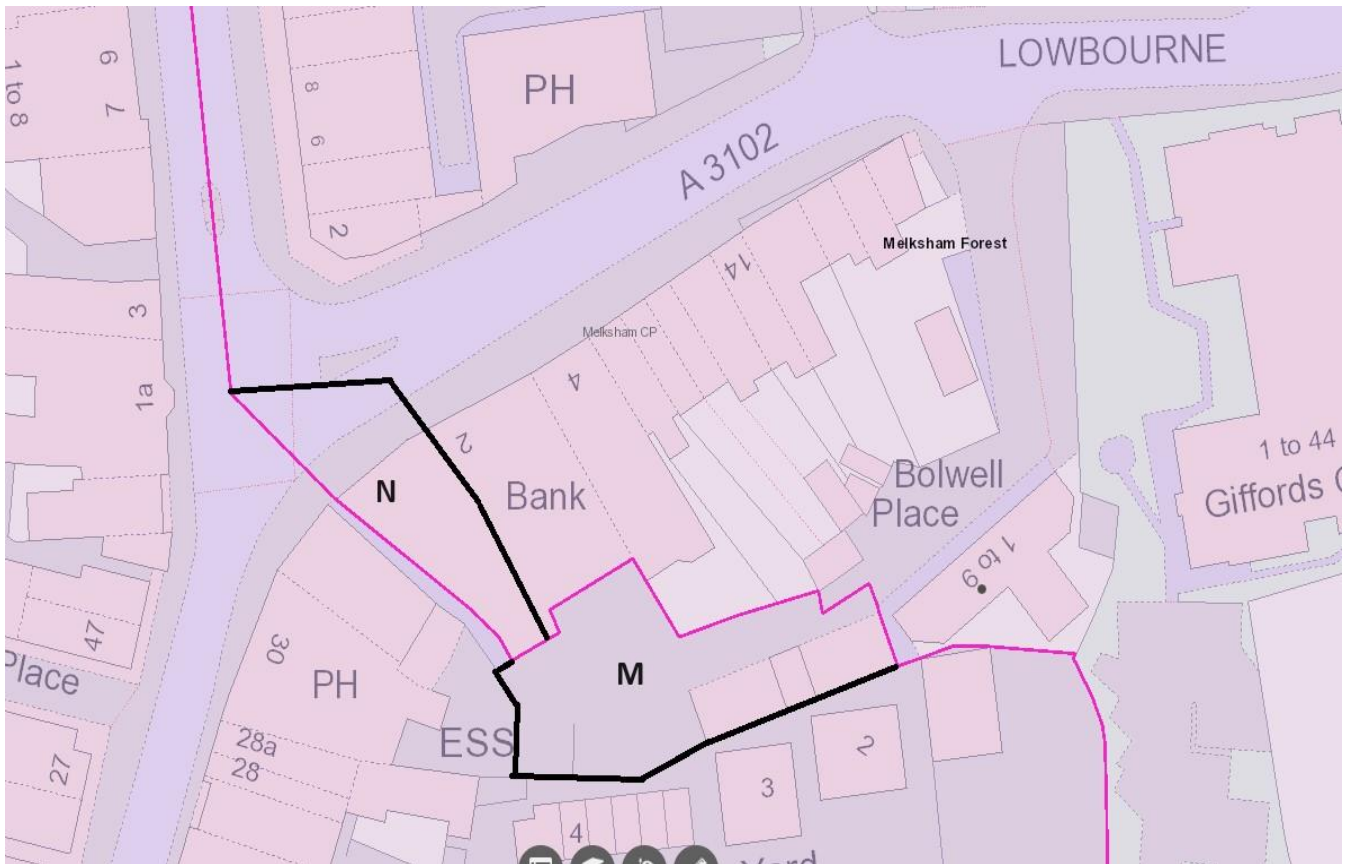 LOWBOURNE
PH
A 3102
1 to 8
6
7
8
6
2
3
1a
14
Melksham Forest
Melksham CP
4
2
N
Bank
Bolwell
Place
1 to 44
Giffords
1 to 9
47
Place
30
PH
M
ESS
28a
28
27
2
3
4
Yard